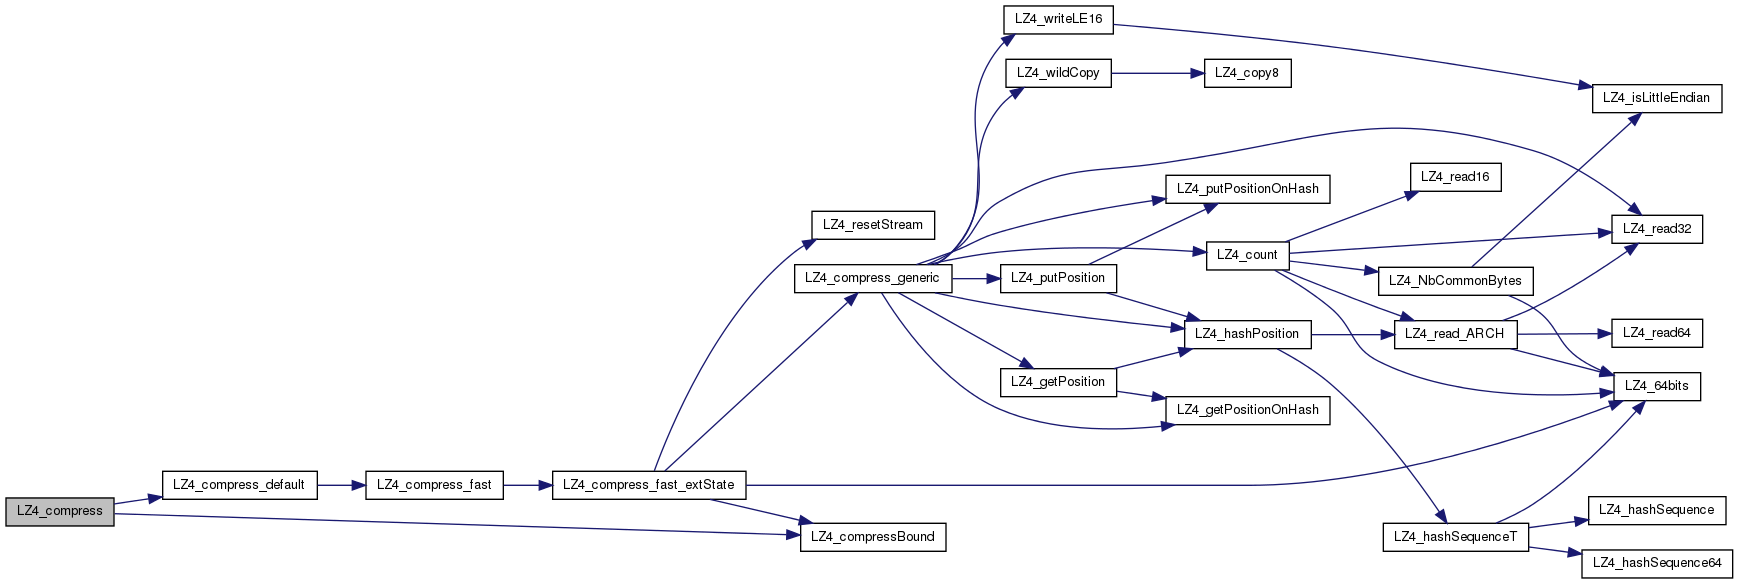 LZ4_writeLE16
LZ4_wildCopy
LZ4_copy8
LZ4_isLittleEndian
LZ4_read16
LZ4_putPositionOnHash
LZ4_resetStream
LZ4_read32
LZ4_count
LZ4_compress_generic
LZ4_putPosition
LZ4_NbCommonBytes
LZ4_hashPosition
LZ4_read_ARCH
LZ4_read64
LZ4_getPosition
LZ4_64bits
LZ4_getPositionOnHash
LZ4_compress_default
LZ4_compress_fast
LZ4_compress_fast_extState
LZ4_compress
LZ4_hashSequence
LZ4_compressBound
LZ4_hashSequenceT
LZ4_hashSequence64